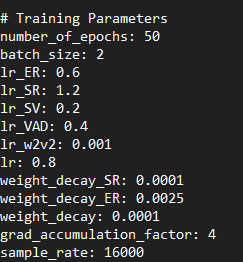 # Training Parameters
number_of_epochs: 50
batch_size: 2
lr_ER: 0.6
lr_SR: 1.2
lr_SV: 0.2
lr_VAD: 0.4
lr_w2v2: 0.001
lr: 0.8
weight_decay_SR: 0.0001
weight_decay_ER: 0.0025
weight_decay: 0.0001
grad_accumulation_factor: 4
sample_rate: 16000